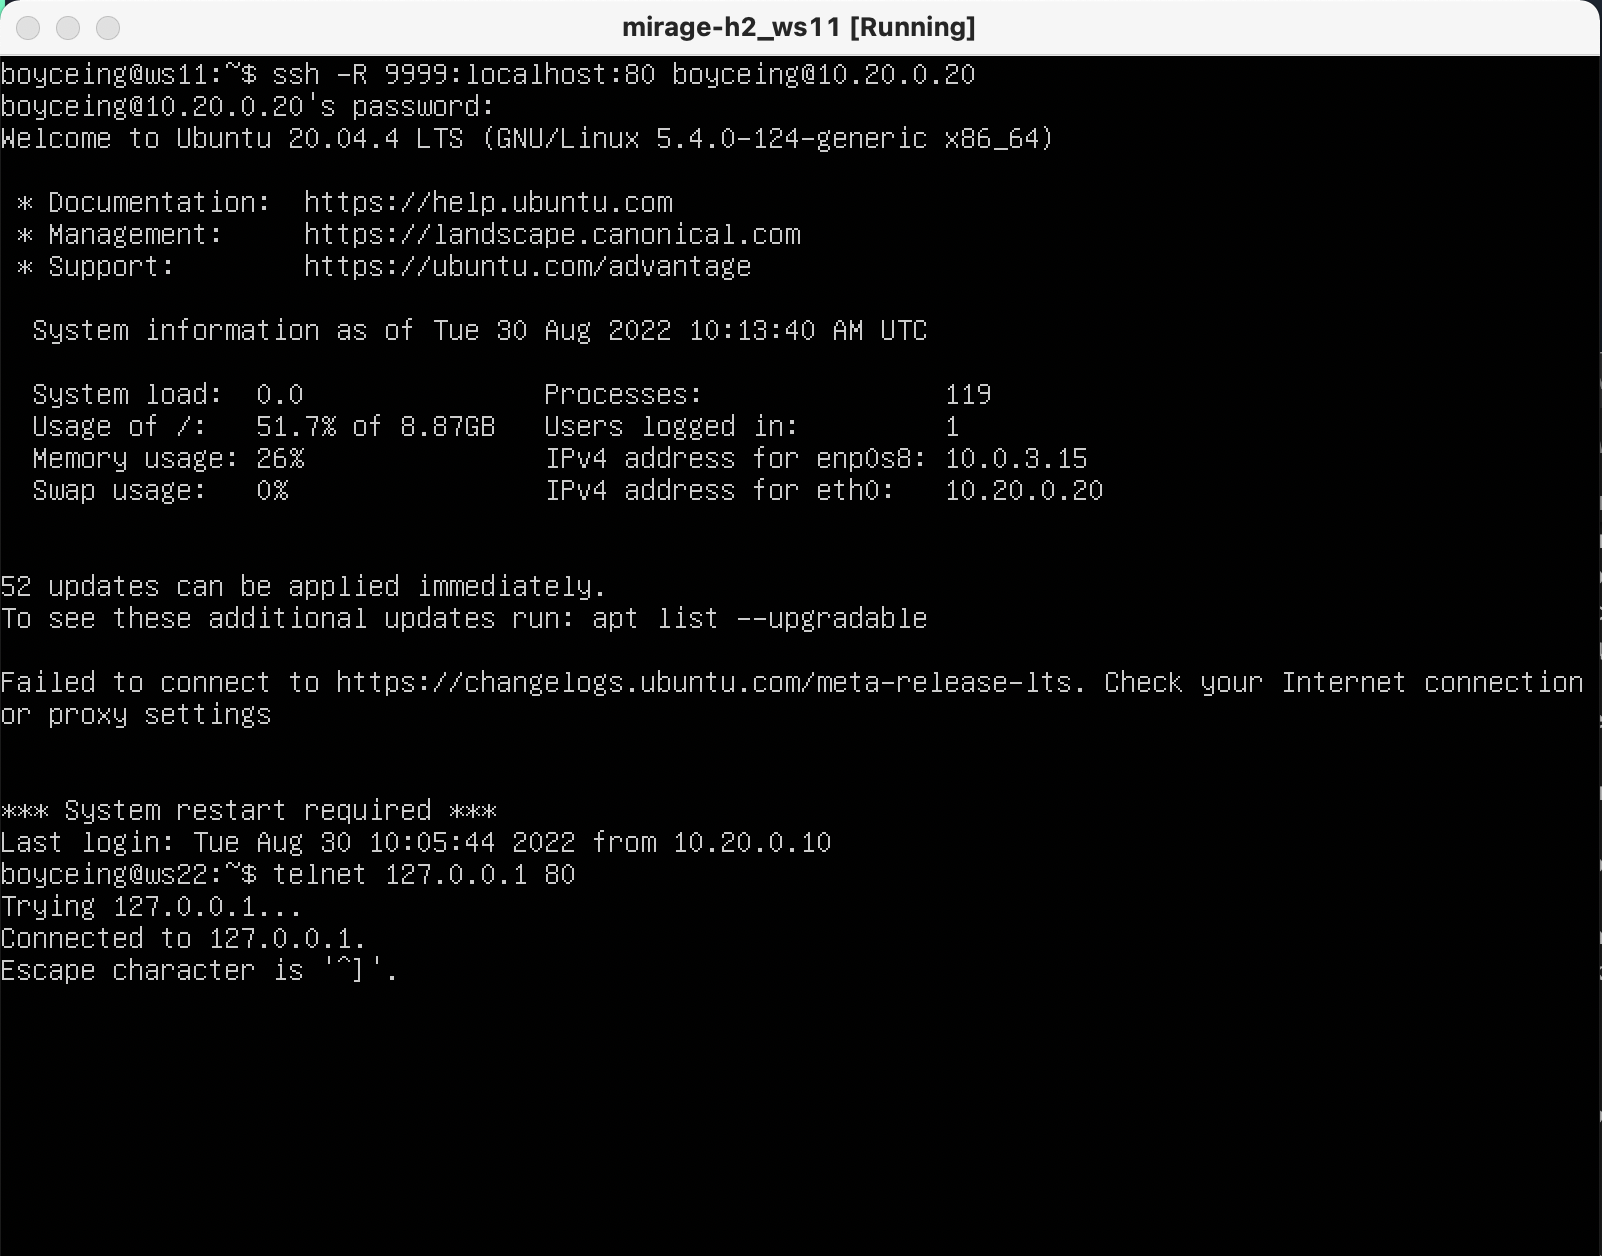 mirage-h2_ws11 [Running]
boyceing@ws11:~$ ssh -R 9999:localhost:80 boyceing@10.20.0.20
boyceing@10.20.0.20's password:
Welcome to Ubuntu 20.04.4 LTS (GNU/Linux 5.4.0-124-generic x86_64)

 * Documentation:  https://help.ubuntu.com
 * Management:     https://landscape.canonical.com
 * Support:        https://ubuntu.com/advantage

  System information as of Tue 30 Aug 2022 10:13:40 AM UTC

  System load:  0.0               Processes:               119
  Usage of /:   51.7% of 8.87GB   Users logged in:         1
  Memory usage: 26%               IPv4 address for enp0s8: 10.0.3.15
  Swap usage:   0%                IPv4 address for eth0:   10.20.0.20


52 updates can be applied immediately.
To see these additional updates run: apt list --upgradable

Failed to connect to https://changelogs.ubuntu.com/meta-release-lts. Check your Internet connection
or proxy settings


*** System restart required ***
Last login: Tue Aug 30 10:05:44 2022 from 10.20.0.10
boyceing@ws22:~$ telnet 127.0.0.1 80
Trying 127.0.0.1...
Connected to 127.0.0.1.
Escape character is '^]'.